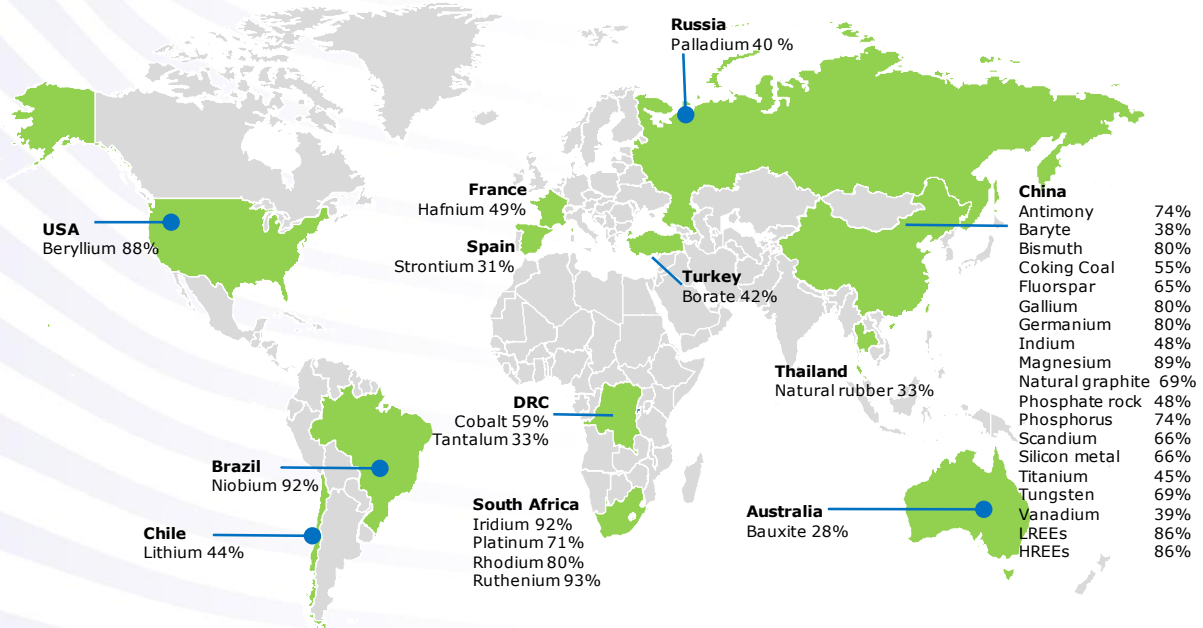 Russia
Palladium 40 %
France
Hafnium 49%
Spain
Strontium 31%
USA
Beryllium 88%
Turkey
Borate 42%
China
Antimony 74%
Baryte 38%
Bismuth 80%
Coking Coal 55%
Fluorspar 65%
Gallium 80%
Germanium 80%
Indium 48%
Magnesium 89%
Natural graphite 69%
Phosphate rock 48%
Phosphorus 74%
Scandium 66%
Silicon metal 66%
Titanium 45%
Tungsten 69%
Vanadium 39%
LREEs 86%
HREEs 86%
Thailand
Natural rubber 33%
DRC
Cobalt 59%
Tantalum 33%
Brazil
Niobium 92%
South Africa
Iridium 92%
Platinum 71%
Rhodium 80%
Ruthenium 93%
Australia
Bauxite 28%
Chile
Lithium 44%